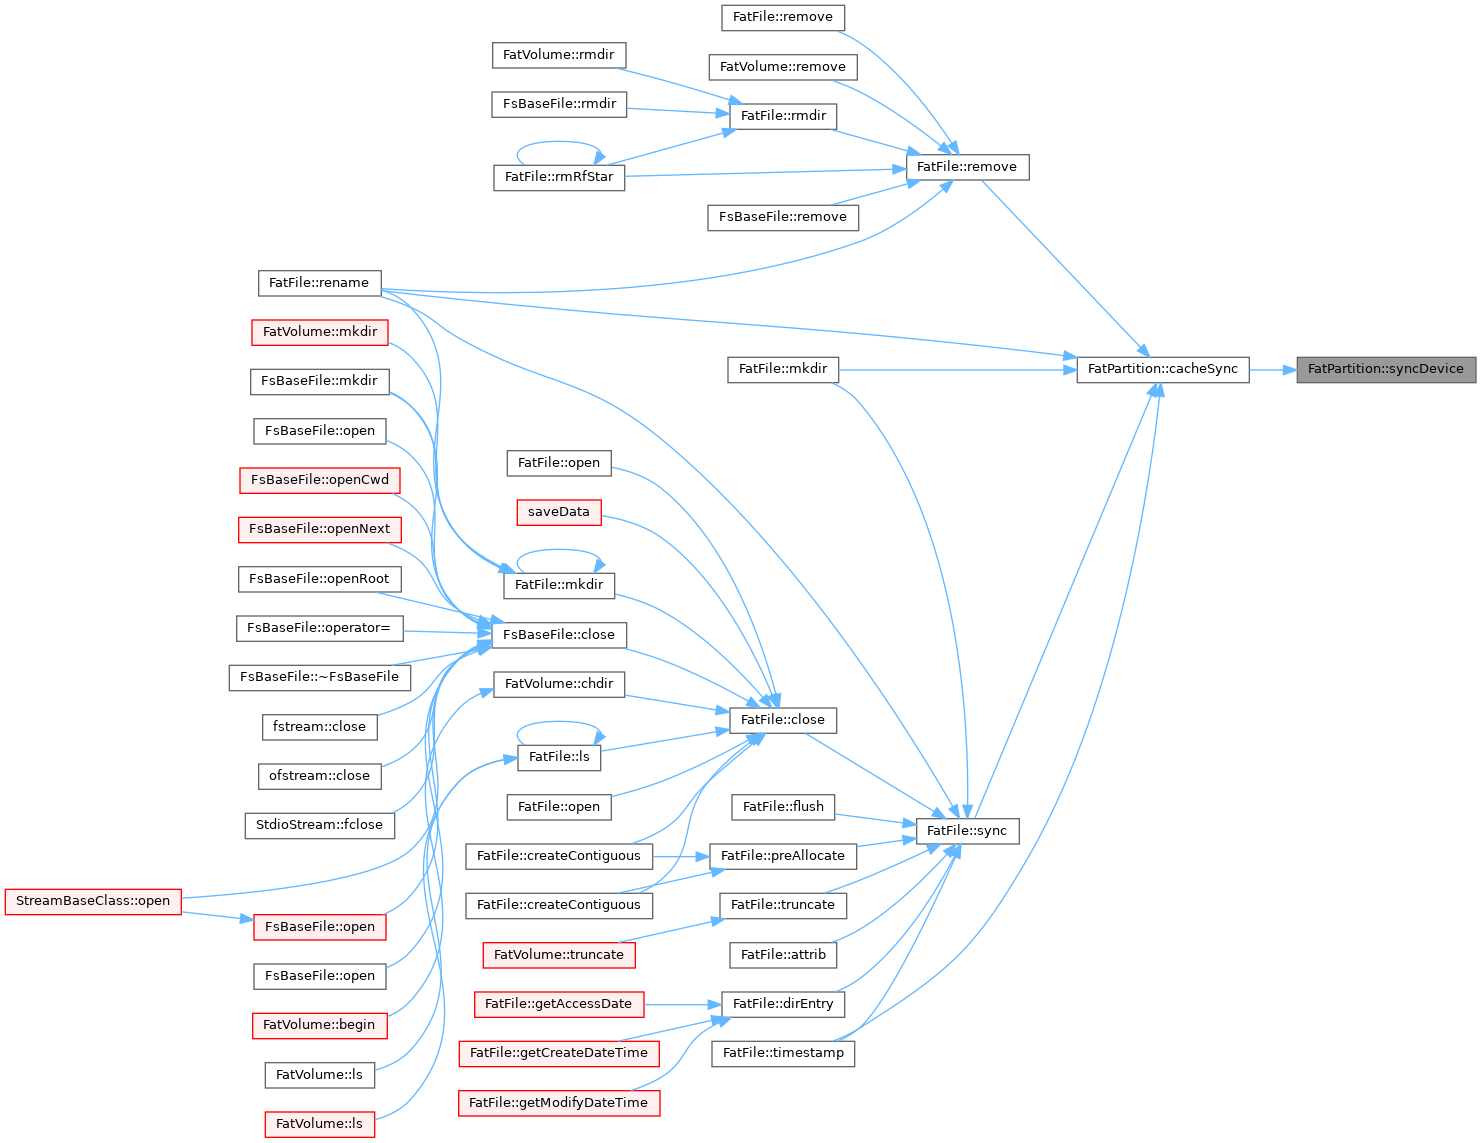 FatFile::remove
FatVolume::rmdir
FatVolume::remove
FsBaseFile::rmdir
FatFile::rmdir
FatFile::remove
FatFile::rmRfStar
FsBaseFile::remove
FatFile::rename
FatVolume::mkdir
FatFile::mkdir
FatPartition::cacheSync
FatPartition::syncDevice
FsBaseFile::mkdir
FsBaseFile::open
FatFile::open
FsBaseFile::openCwd
saveData
FsBaseFile::openNext
FsBaseFile::openRoot
FatFile::mkdir
FsBaseFile::operator=
FsBaseFile::close
FsBaseFile::~FsBaseFile
FatVolume::chdir
fstream::close
FatFile::close
FatFile::ls
ofstream::close
FatFile::open
FatFile::flush
StdioStream::fclose
FatFile::sync
FatFile::createContiguous
FatFile::preAllocate
StreamBaseClass::open
FatFile::createContiguous
FatFile::truncate
FsBaseFile::open
FatVolume::truncate
FatFile::attrib
FsBaseFile::open
FatFile::getAccessDate
FatFile::dirEntry
FatVolume::begin
FatFile::getCreateDateTime
FatFile::timestamp
FatVolume::ls
FatFile::getModifyDateTime
FatVolume::ls